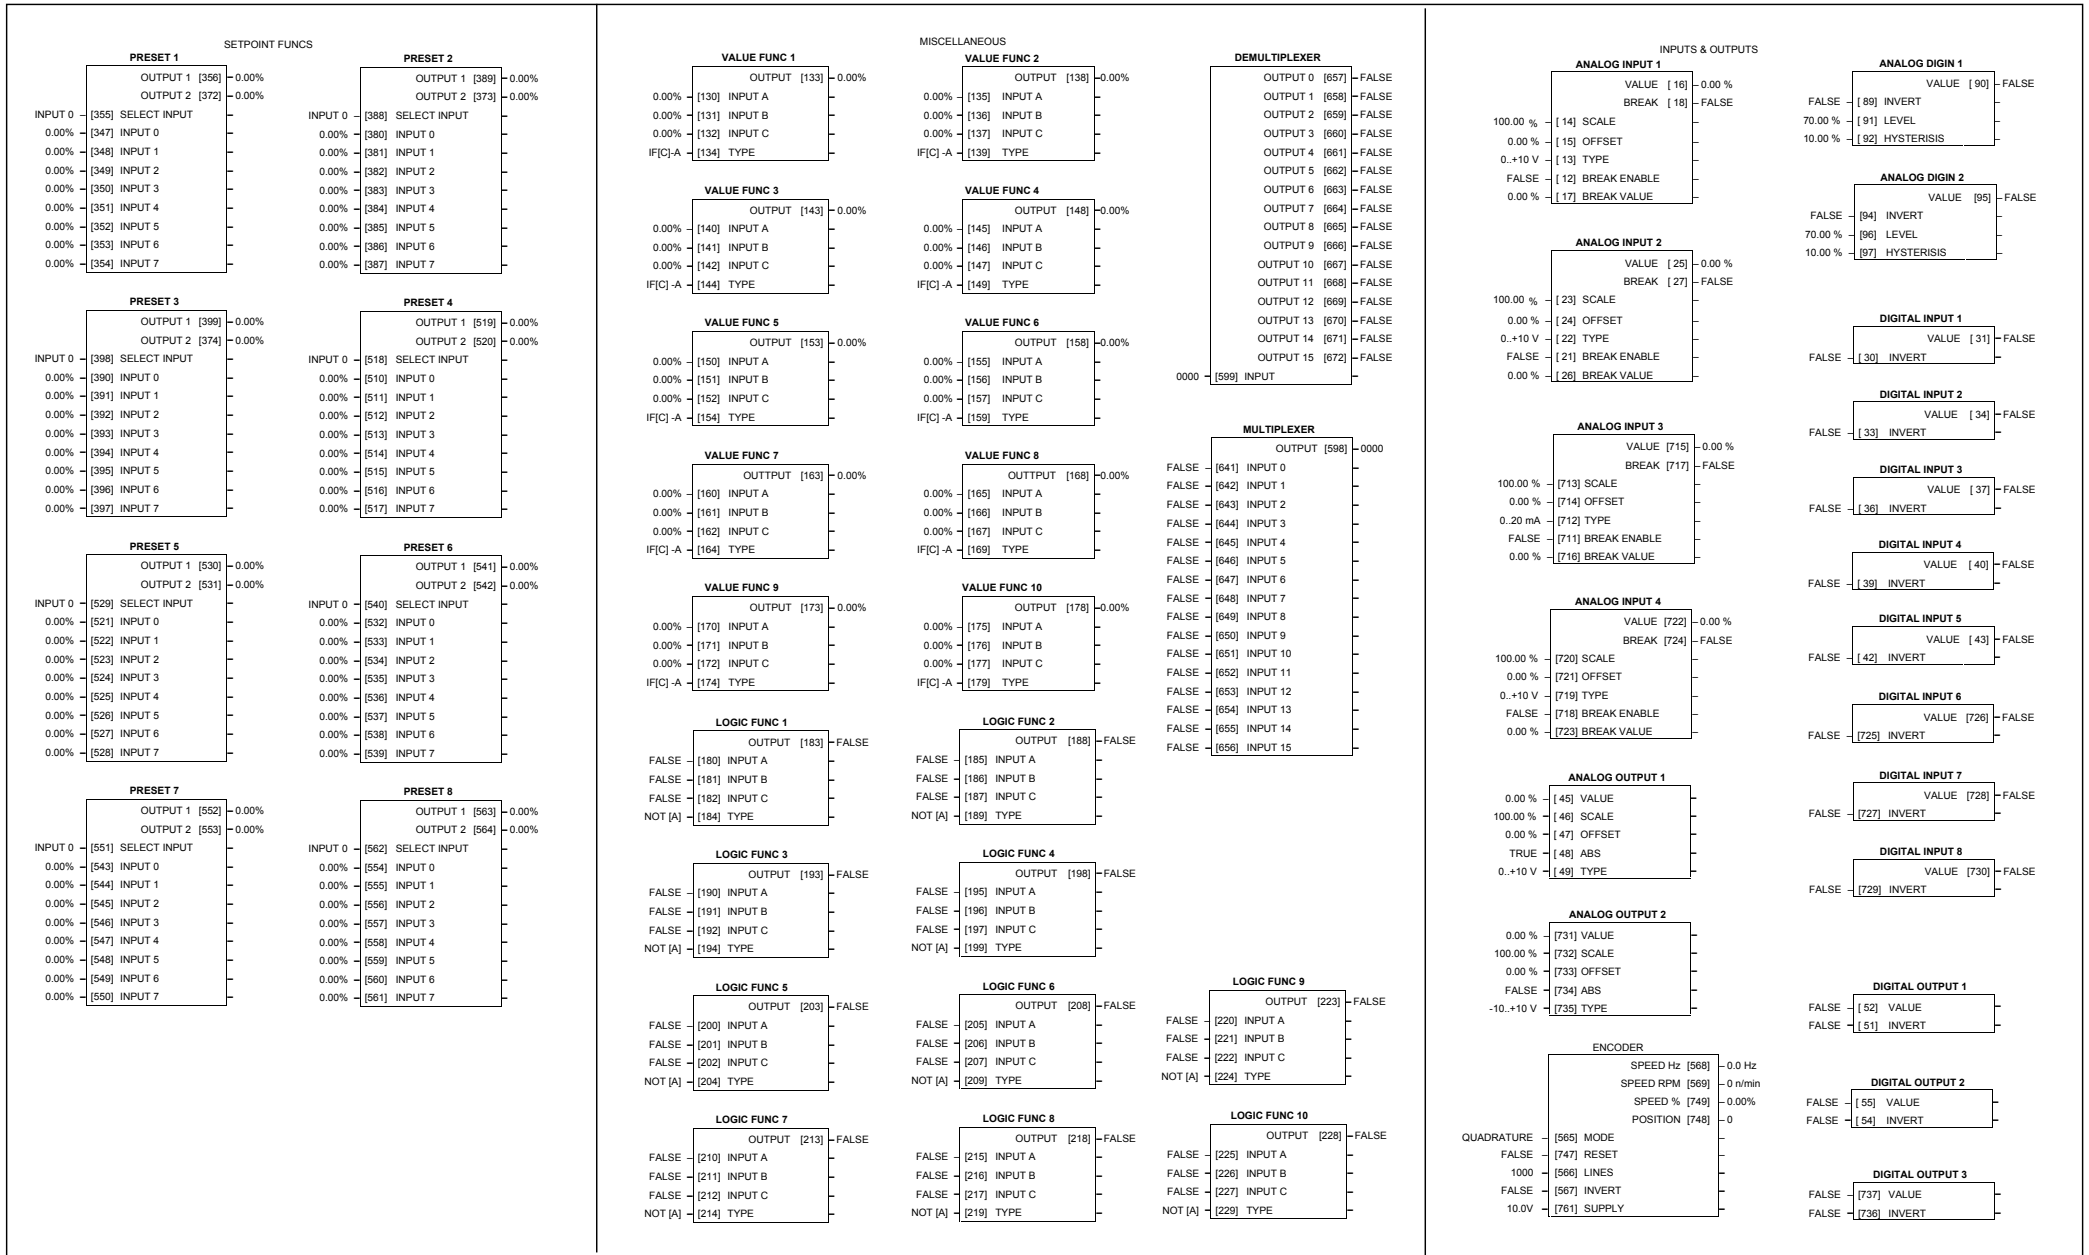 SETPOINT FUNCS
PRESET 1
OUTPUT 1 [356] 0.00%
OUTPUT 2 [372] 0.00%
INPUT 0 [355] SELECT INPUT
0.00% [347] INPUT 0
0.00% [348] INPUT 1
0.00% [349] INPUT 2
0.00% [350] INPUT 3
0.00% [351] INPUT 4
0.00% [352] INPUT 5
0.00% [353] INPUT 6
0.00% [354] INPUT 7
PRESET 2
OUTPUT 1 [389] 0.00%
OUTPUT 2 [373] 0.00%
INPUT 0 [388] SELECT INPUT
0.00% [380] INPUT 0
0.00% [381] INPUT 1
0.00% [382] INPUT 2
0.00% [383] INPUT 3
0.00% [384] INPUT 4
0.00% [385] INPUT 5
0.00% [386] INPUT 6
0.00% [387] INPUT 7
PRESET 3
OUTPUT 1 [399] 0.00%
OUTPUT 2 [374] 0.00%
INPUT 0 [398] SELECT INPUT
0.00% [390] INPUT 0
0.00% [391] INPUT 1
0.00% [392] INPUT 2
0.00% [393] INPUT 3
0.00% [394] INPUT 4
0.00% [395] INPUT 5
0.00% [396] INPUT 6
0.00% [397] INPUT 7
PRESET 4
OUTPUT 1 [519] 0.00%
OUTPUT 2 [520] 0.00%
INPUT 0 [518] SELECT INPUT
0.00% [510] INPUT 0
0.00% [511] INPUT 1
0.00% [512] INPUT 2
0.00% [513] INPUT 3
0.00% [514] INPUT 4
0.00% [515] INPUT 5
0.00% [516] INPUT 6
0.00% [517] INPUT 7
PRESET 5
OUTPUT 1 [530] 0.00%
OUTPUT 2 [531] 0.00%
INPUT 0 [529] SELECT INPUT
0.00% [521] INPUT 0
0.00% [522] INPUT 1
0.00% [523] INPUT 2
0.00% [524] INPUT 3
0.00% [525] INPUT 4
0.00% [526] INPUT 5
0.00% [527] INPUT 6
0.00% [528] INPUT 7
PRESET 6
OUTPUT 1 [541] 0.00%
OUTPUT 2 [542] 0.00%
INPUT 0 [540] SELECT INPUT
0.00% [532] INPUT 0
0.00% [533] INPUT 1
0.00% [534] INPUT 2
0.00% [535] INPUT 3
0.00% [536] INPUT 4
0.00% [537] INPUT 5
0.00% [538] INPUT 6
0.00% [539] INPUT 7
PRESET 7
OUTPUT 1 [552] 0.00%
OUTPUT 2 [553] 0.00%
INPUT 0 [551] SELECT INPUT
0.00% [543] INPUT 0
0.00% [544] INPUT 1
0.00% [545] INPUT 2
0.00% [546] INPUT 3
0.00% [547] INPUT 4
0.00% [548] INPUT 5
0.00% [549] INPUT 6
0.00% [550] INPUT 7
PRESET 8
OUTPUT 1 [563] 0.00%
OUTPUT 2 [564] 0.00%
INPUT 0 [562] SELECT INPUT
0.00% [554] INPUT 0
0.00% [555] INPUT 1
0.00% [556] INPUT 2
0.00% [557] INPUT 3
0.00% [558] INPUT 4
0.00% [559] INPUT 5
0.00% [560] INPUT 6
0.00% [561] INPUT 7
MISCELLANEOUS
VALUE FUNC 1
OUTPUT [133] 0.00%
0.00% [130] INPUT A
0.00% [131] INPUT B
0.00% [132] INPUT C
IF[C]-A [134] TYPE
VALUE FUNC 2
OUTPUT [138] 0.00%
0.00% [135] INPUT A
0.00% [136] INPUT B
0.00% [137] INPUT C
IF[C] -A [139] TYPE
VALUE FUNC 3
OUTPUT [143] 0.00%
0.00% [140] INPUT A
0.00% [141] INPUT B
0.00% [142] INPUT C
IF[C] -A [144] TYPE
VALUE FUNC 4
OUTPUT [148] 0.00%
0.00% [145] INPUT A
0.00% [146] INPUT B
0.00% [147] INPUT C
IF[C] -A [149] TYPE
VALUE FUNC 5
OUTPUT [153] 0.00%
0.00% [150] INPUT A
0.00% [151] INPUT B
0.00% [152] INPUT C
IF[C] -A [154] TYPE
VALUE FUNC 6
OUTPUT [158] 0.00%
0.00% [155] INPUT A
0.00% [156] INPUT B
0.00% [157] INPUT C
IF[C] -A [159] TYPE
VALUE FUNC 7
OUTTPUT [163] 0.00%
0.00% [160] INPUT A
0.00% [161] INPUT B
0.00% [162] INPUT C
IF[C] -A [164] TYPE
VALUE FUNC 8
OUTTPUT [168] 0.00%
0.00% [165] INPUT A
0.00% [166] INPUT B
0.00% [167] INPUT C
IF[C] -A [169] TYPE
VALUE FUNC 9
OUTPUT [173] 0.00%
0.00% [170] INPUT A
0.00% [171] INPUT B
0.00% [172] INPUT C
IF[C] -A [174] TYPE
VALUE FUNC 10
OUTPUT [178] 0.00%
0.00% [175] INPUT A
0.00% [176] INPUT B
0.00% [177] INPUT C
IF[C] -A [179] TYPE
LOGIC FUNC 1
OUTPUT [183] FALSE
FALSE [180] INPUT A
FALSE [181] INPUT B
FALSE [182] INPUT C
NOT [A] [184] TYPE
LOGIC FUNC 2
OUTPUT [188] FALSE
FALSE [185] INPUT A
FALSE [186] INPUT B
FALSE [187] INPUT C
NOT [A] [189] TYPE
LOGIC FUNC 3
OUTPUT [193] FALSE
FALSE [190] INPUT A
FALSE [191] INPUT B
FALSE [192] INPUT C
NOT [A] [194] TYPE
LOGIC FUNC 4
OUTPUT [198] FALSE
FALSE [195] INPUT A
FALSE [196] INPUT B
FALSE [197] INPUT C
NOT [A] [199] TYPE
LOGIC FUNC 5
OUTPUT [203] FALSE
FALSE [200] INPUT A
FALSE [201] INPUT B
FALSE [202] INPUT C
NOT [A] [204] TYPE
LOGIC FUNC 6
OUTPUT [208] FALSE
FALSE [205] INPUT A
FALSE [206] INPUT B
FALSE [207] INPUT C
NOT [A] [209] TYPE
LOGIC FUNC 7
OUTPUT [213] FALSE
FALSE [210] INPUT A
FALSE [211] INPUT B
FALSE [212] INPUT C
NOT [A] [214] TYPE
LOGIC FUNC 8
OUTPUT [218] FALSE
FALSE [215] INPUT A
FALSE [216] INPUT B
FALSE [217] INPUT C
NOT [A] [219] TYPE
DEMULTIPLEXER
OUTPUT 0 [657] FALSE
OUTPUT 1 [658] FALSE
OUTPUT 2 [659] FALSE
OUTPUT 3 [660] FALSE
OUTPUT 4 [661] FALSE
OUTPUT 5 [662] FALSE
OUTPUT 6 [663] FALSE
OUTPUT 7 [664] FALSE
OUTPUT 8 [665] FALSE
OUTPUT 9 [666] FALSE
OUTPUT 10 [667] FALSE
OUTPUT 11 [668] FALSE
OUTPUT 12 [669] FALSE
OUTPUT 13 [670] FALSE
OUTPUT 14 [671] FALSE
OUTPUT 15 [672] FALSE
0000 [599] INPUT
MULTIPLEXER
OUTPUT [598] 0000
FALSE [641] INPUT 0
FALSE [642] INPUT 1
FALSE [643] INPUT 2
FALSE [644] INPUT 3
FALSE [645] INPUT 4
FALSE [646] INPUT 5
FALSE [647] INPUT 6
FALSE [648] INPUT 7
FALSE [649] INPUT 8
FALSE [650] INPUT 9
FALSE [651] INPUT 10
FALSE [652] INPUT 11
FALSE [653] INPUT 12
FALSE [654] INPUT 13
FALSE [655] INPUT 14
FALSE [656] INPUT 15
LOGIC FUNC 9
OUTPUT [223] FALSE
FALSE [220] INPUT A
FALSE [221] INPUT B
FALSE [222] INPUT C
NOT [A] [224] TYPE
LOGIC FUNC 10
OUTPUT [228] FALSE
FALSE [225] INPUT A
FALSE [226] INPUT B
FALSE [227] INPUT C
NOT [A] [229] TYPE
INPUTS & OUTPUTS
ANALOG INPUT 1
VALUE [ 16] 0.00 %
BREAK [ 18] FALSE
100.00 % [ 14] SCALE
0.00 % [ 15] OFFSET
0..+10 V [ 13] TYPE
FALSE [ 12] BREAK ENABLE
0.00 % [ 17] BREAK VALUE
ANALOG INPUT 2
VALUE [ 25] 0.00 %
BREAK [ 27] FALSE
100.00 % [ 23] SCALE
0.00 % [ 24] OFFSET
0..+10 V [ 22] TYPE
FALSE [ 21] BREAK ENABLE
0.00 % [ 26] BREAK VALUE
ANALOG INPUT 3
VALUE [715] 0.00 %
BREAK [717] FALSE
100.00 % [713] SCALE
0.00 % [714] OFFSET
0..20 mA [712] TYPE
FALSE [711] BREAK ENABLE
0.00 % [716] BREAK VALUE
ANALOG INPUT 4
VALUE [722] 0.00 %
BREAK [724] FALSE
100.00 % [720] SCALE
0.00 % [721] OFFSET
0..+10 V [719] TYPE
FALSE [718] BREAK ENABLE
0.00 % [723] BREAK VALUE
ANALOG OUTPUT 1
0.00 % [ 45] VALUE
100.00 % [ 46] SCALE
0.00 % [ 47] OFFSET
TRUE [ 48] ABS
0..+10 V [ 49] TYPE
ANALOG OUTPUT 2
0.00 % [731] VALUE
100.00 % [732] SCALE
0.00 % [733] OFFSET
FALSE [734] ABS
-10..+10 V [735] TYPE
ENCODER
SPEED Hz [568] 0.0 Hz
SPEED RPM [569] 0 n/min
SPEED % [749] 0.00%
POSITION [748] 0
QUADRATURE [565] MODE
FALSE [747] RESET
1000 [566] LINES
FALSE [567] INVERT
10.0V [761] SUPPLY
ANALOG DIGIN 1
VALUE [ 90] FALSE
FALSE [ 89] INVERT
70.00 % [ 91] LEVEL
10.00 % [ 92] HYSTERISIS
ANALOG DIGIN 2
VALUE [95] FALSE
FALSE [94] INVERT
70.00 % [96] LEVEL
10.00 % [97] HYSTERISIS
DIGITAL INPUT 1
VALUE [ 31] FALSE
FALSE [ 30] INVERT
DIGITAL INPUT 2
VALUE [ 34] FALSE
FALSE [ 33] INVERT
DIGITAL INPUT 3
VALUE [ 37] FALSE
FALSE [ 36] INVERT
DIGITAL INPUT 4
VALUE [ 40] FALSE
FALSE [ 39] INVERT
DIGITAL INPUT 5
VALUE [ 43] FALSE
FALSE [ 42] INVERT
DIGITAL INPUT 6
VALUE [726] FALSE
FALSE [725] INVERT
DIGITAL INPUT 7
VALUE [728] FALSE
FALSE [727] INVERT
DIGITAL INPUT 8
VALUE [730] FALSE
FALSE [729] INVERT
DIGITAL OUTPUT 1
FALSE [ 52] VALUE
FALSE [ 51] INVERT
DIGITAL OUTPUT 2
FALSE [ 55] VALUE
FALSE [ 54] INVERT
DIGITAL OUTPUT 3
FALSE [737] VALUE
FALSE [736] INVERT